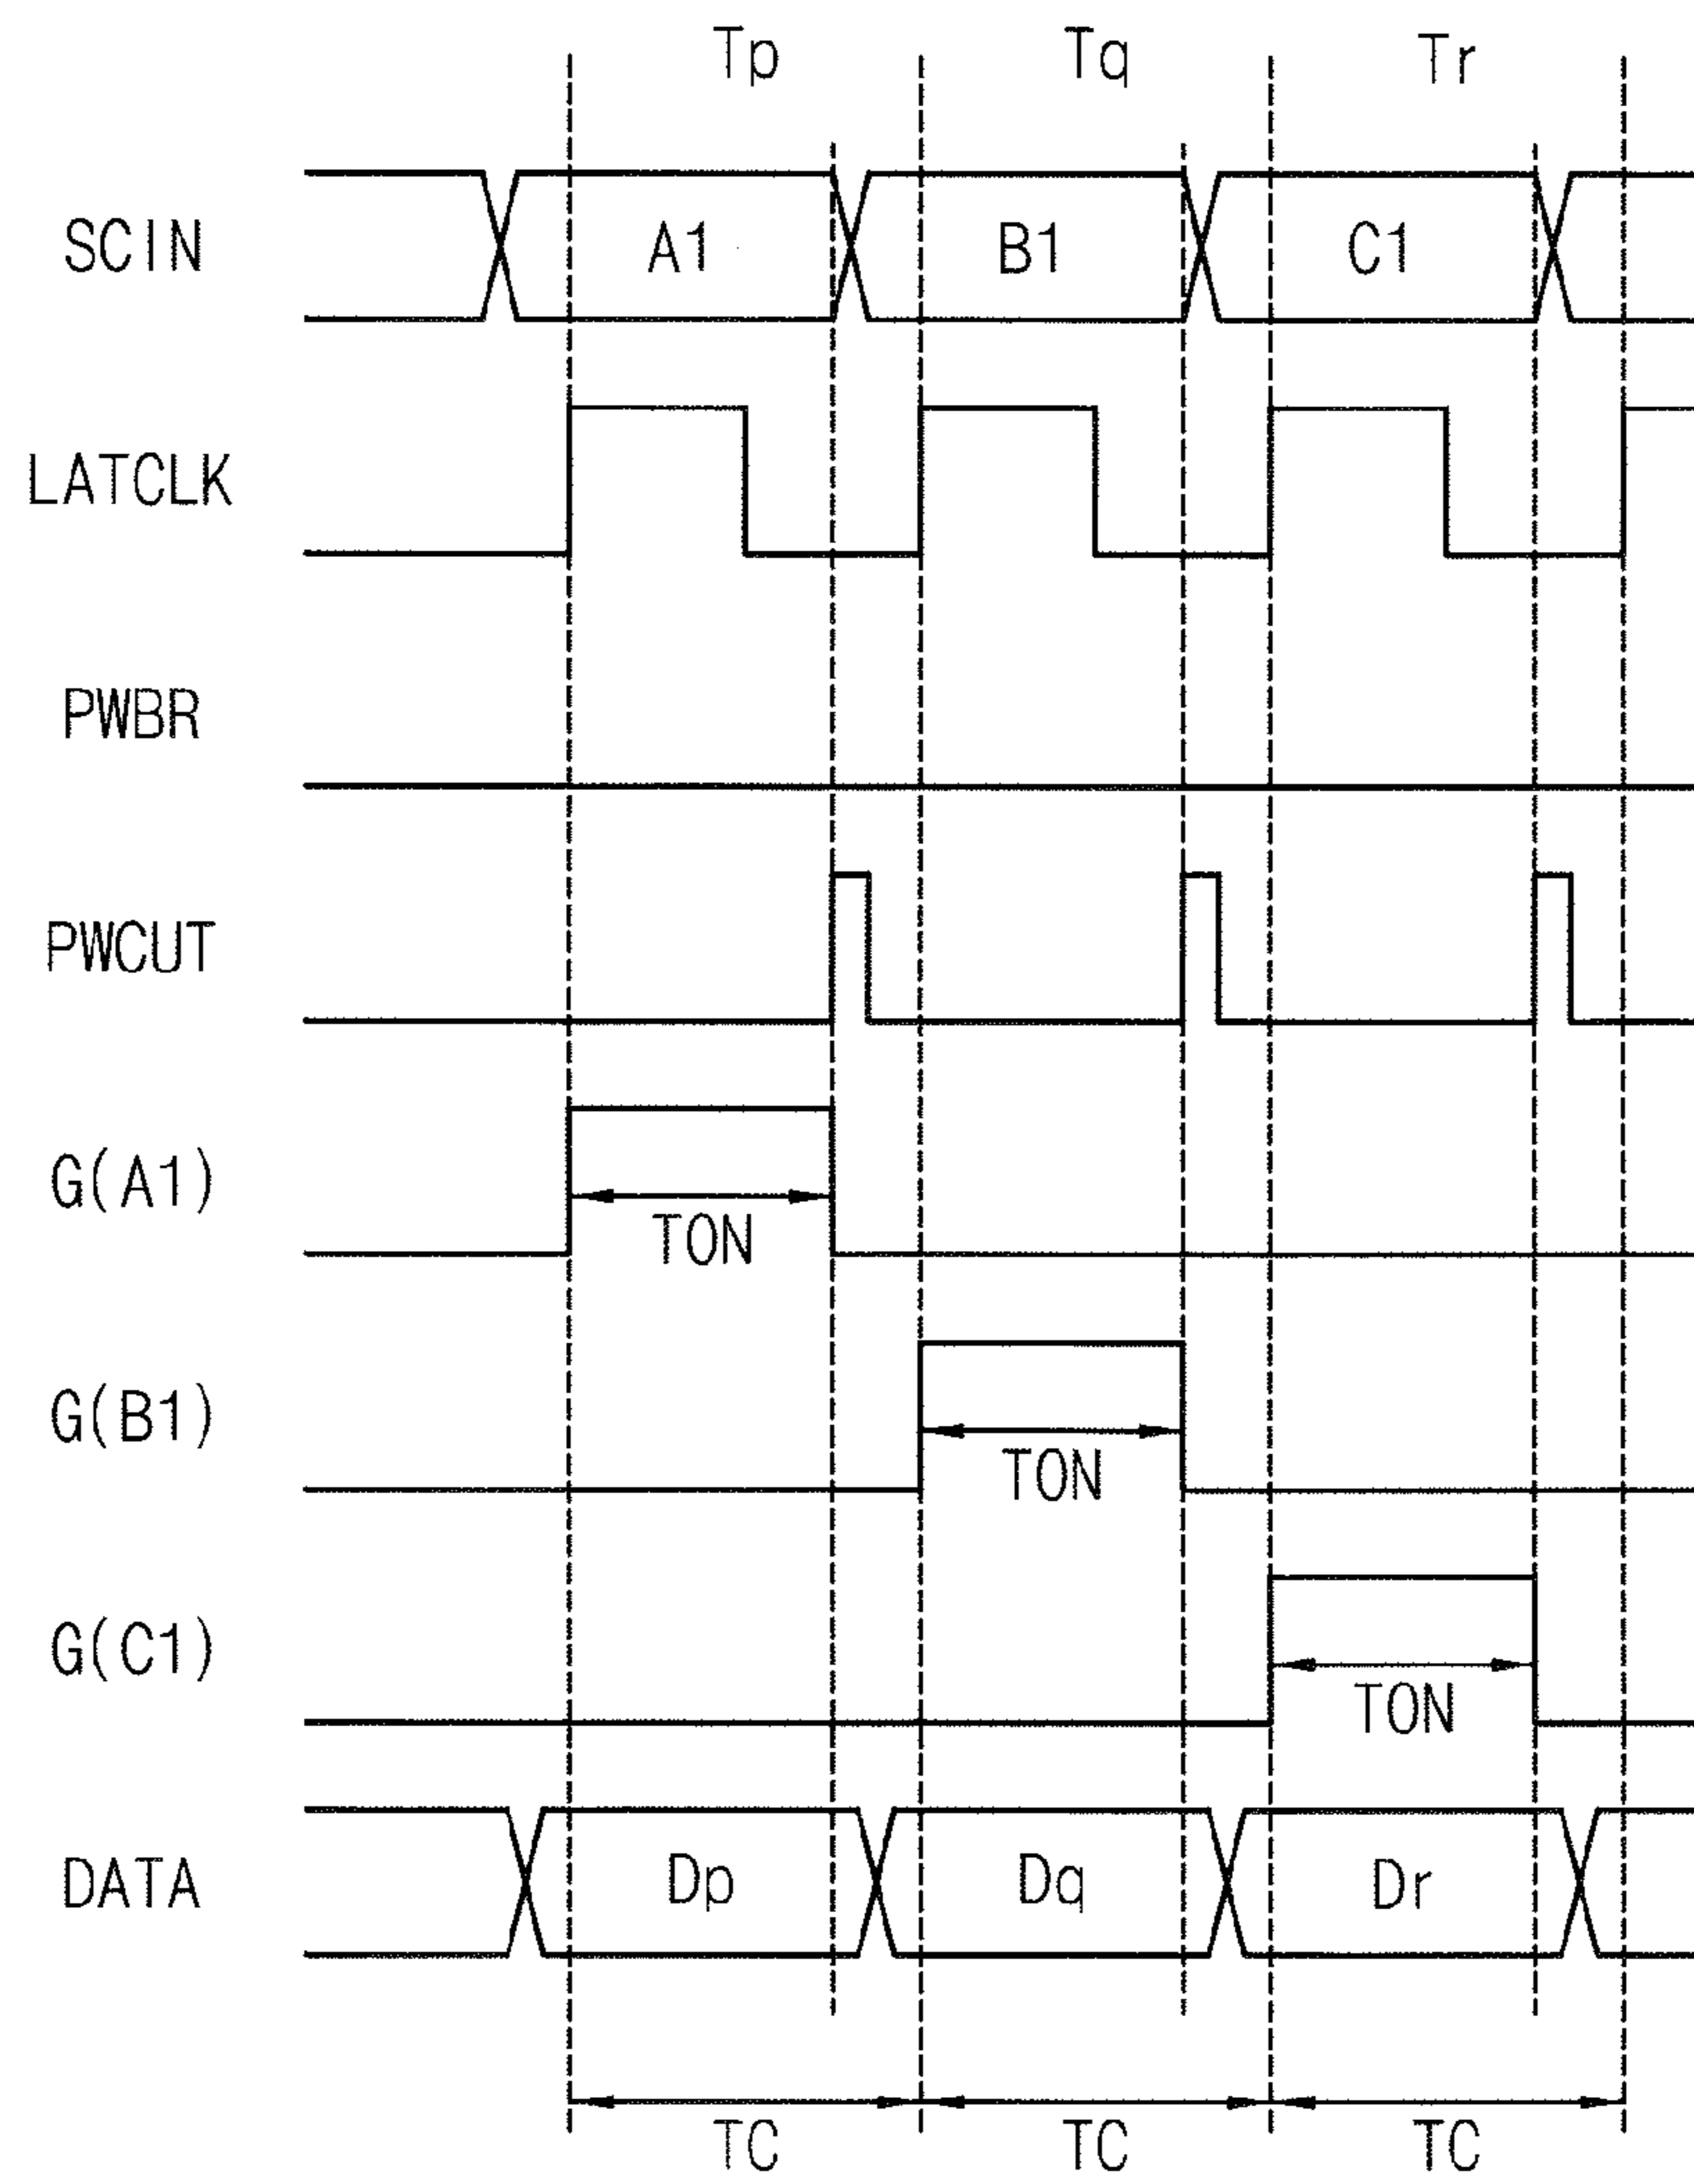 Tp Tq Tr
SCIN A1 B1 C1
LATCLK
PWBR
PWCUT
G(A1) TON
G(B1) TON
G(C1) TON
DATA Dp Dq Dr
TC TC TC